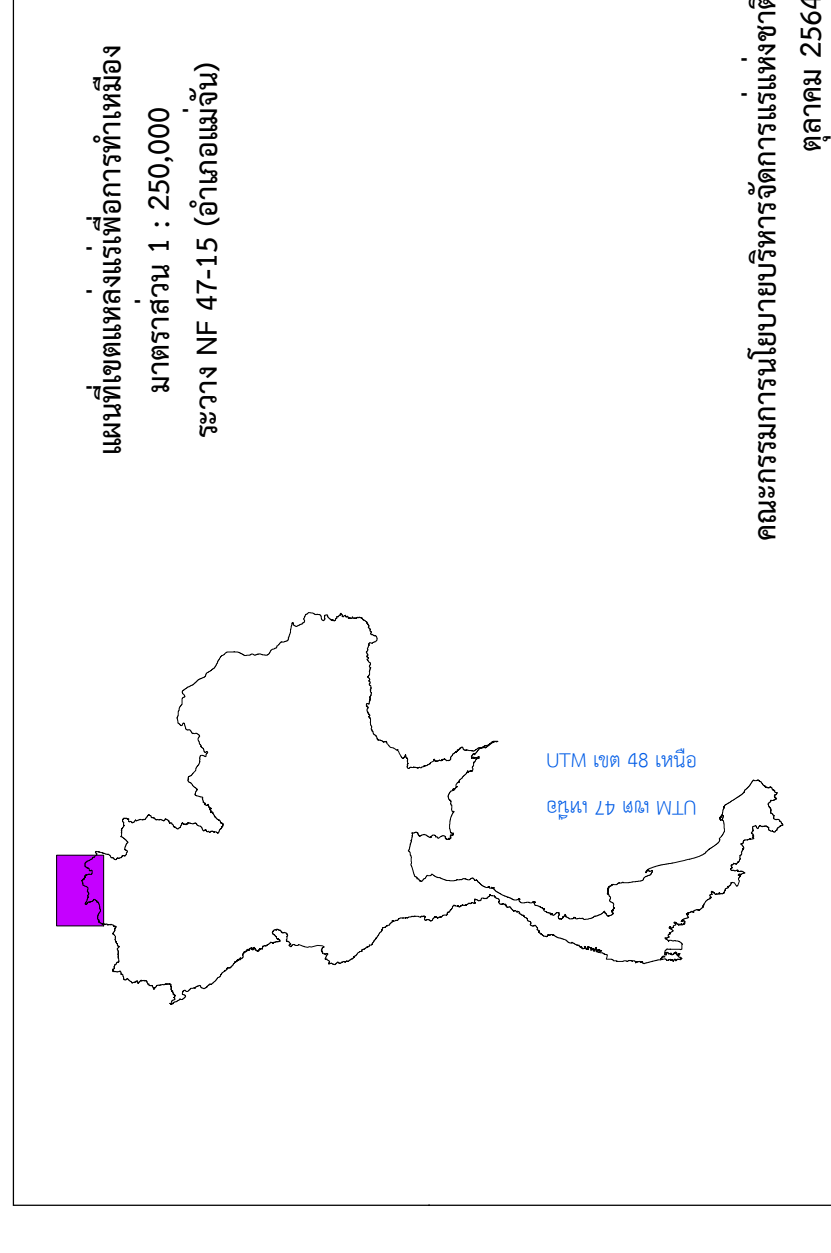 แผนที่เขตแหล่งแร่เพื่อการทำเหมือง
มาตราส่วน 1 : 250,000
ระวาง NF 47-15 (อำเภอแม่จัน)
UTM เขต 48 เหนือ
UTM เขต 47 เหนือ
คณะกรรมการนโยบายบริหารจัดการแร่แห่งชาติ
ตุลาคม 2564